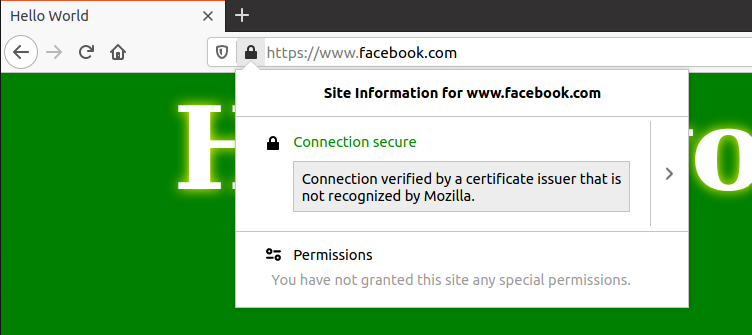 Hello World
https://www.facebook.com
Site Information for www.facebook.com
Connection secure
Connection verified by a certificate issuer that is
not recognized by Mozilla.
Permissions
You have not granted this site any special permissions.